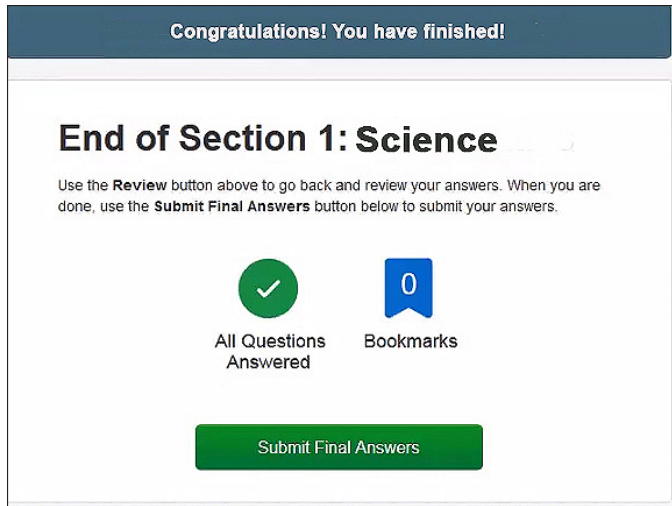 Congratulations! You have finished!
End of Section 1: Science
Use the Review button above to go back and review your answers. When you are
done, use the Submit Final Answers button below to submit your answers.
0
All Questions
Answered
Bookmarks
Submit Final Answers